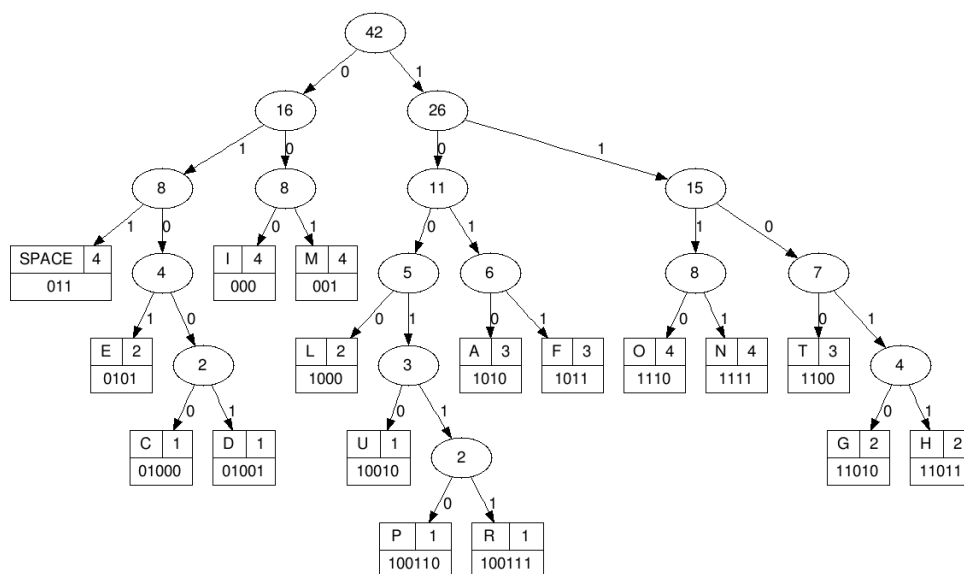 42
0 1
16 26
1 0 0 1
8 8 11 15
1 0 0 1 0 1 1 0
SPACE 4 4 I 4 M 4 5 6 8 7
011 000 001
1 0 0 1 0 1 0 1 0 1
E 2 2 L 2 3 A 3 F 3 O 4 N 4 T 3 4
0101 1000 1010 1011 1110 1111 1100
0 1 0 1 0 1
C 1 D 1 U 1 2 G 2 H 2
01000 01001 10010 11010 11011
0 1
P 1 R 1
100110 100111